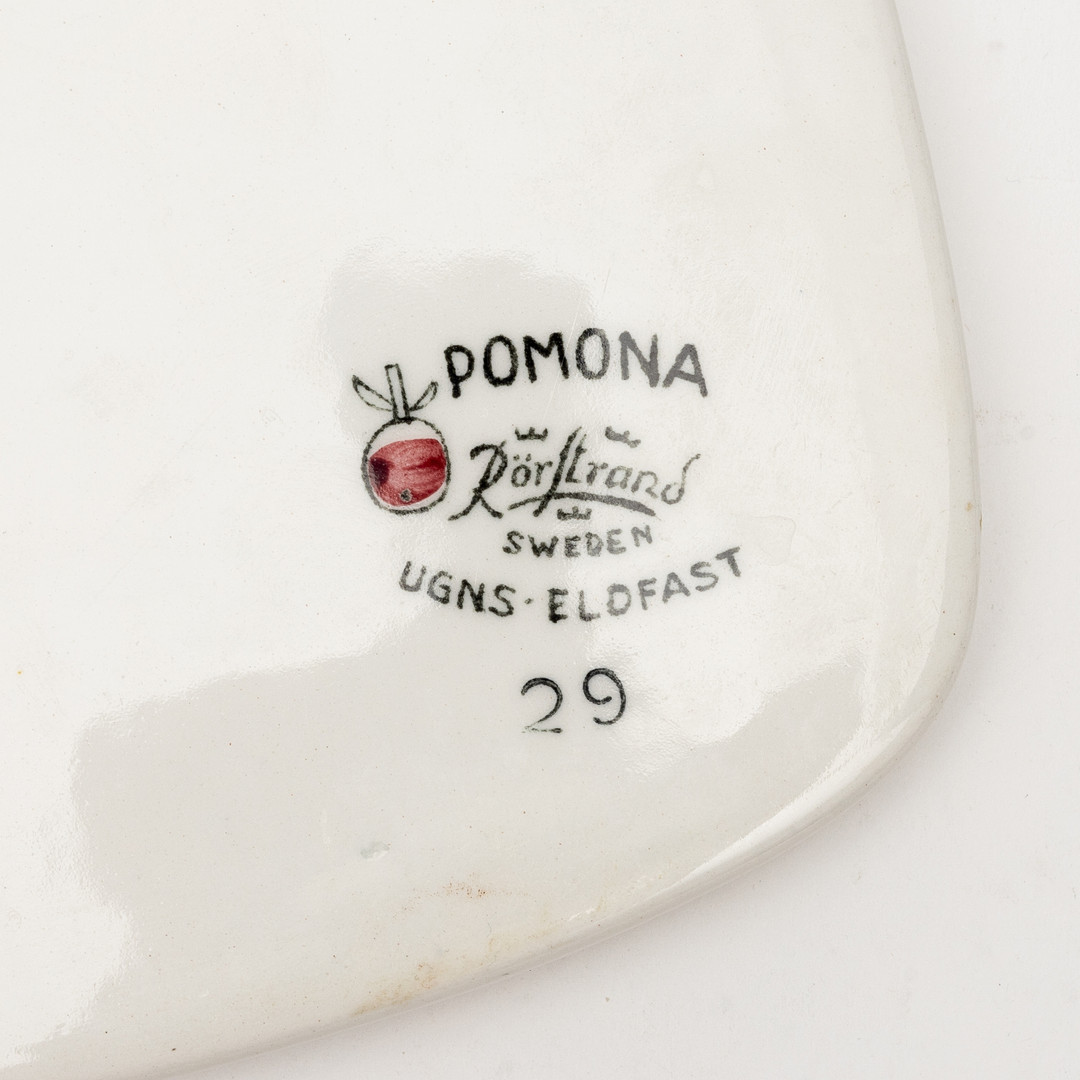 POMONA
Rörstrand
SWEDEN
UGNS·ELDFAST
29